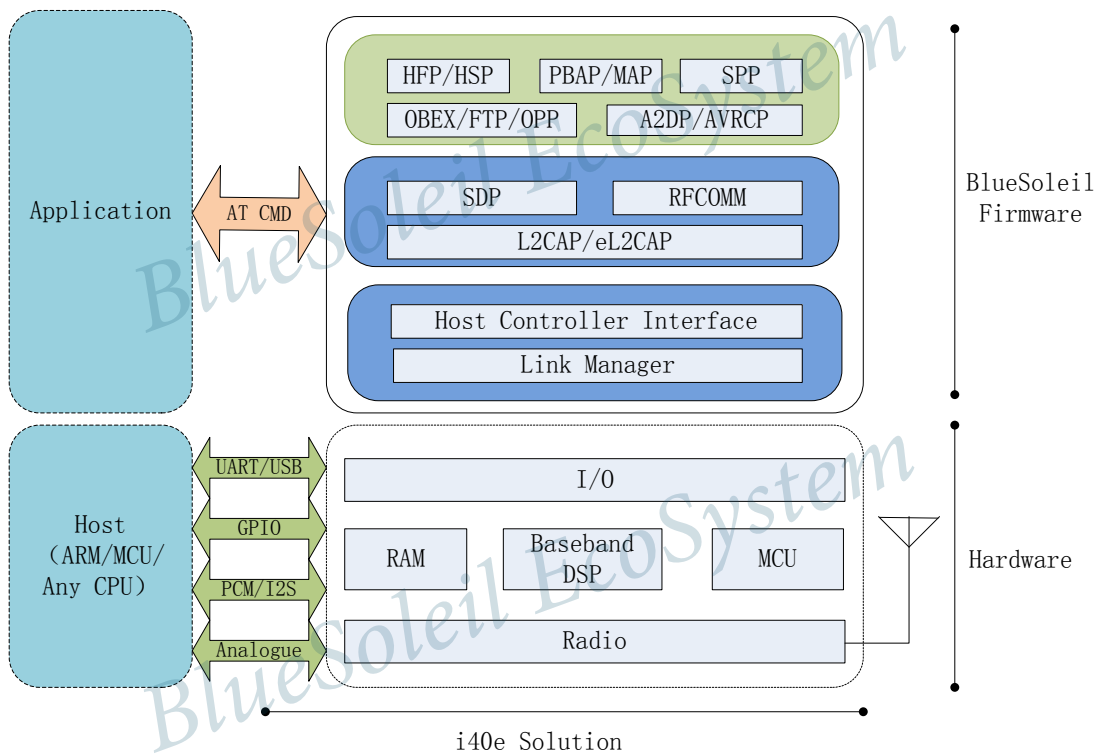 HFP/HSP
PBAP/MAP
SPP
OBEX/FTP/OPP
A2DP/AVRCP
Application
AT CMD
SDP
RFCOMM
L2CAP/eL2CAP
BlueSoleil
Firmware
Host Controller Interface
Link Manager
BlueSoleil EcoSystem
UART/USB
I/O
GPIO
Host
（ARM/MCU/
Any CPU）
RAM
Baseband
DSP
MCU
Hardware
PCM/I2S
Analogue
Radio
BlueSoleil EcoSystem
i40e Solution